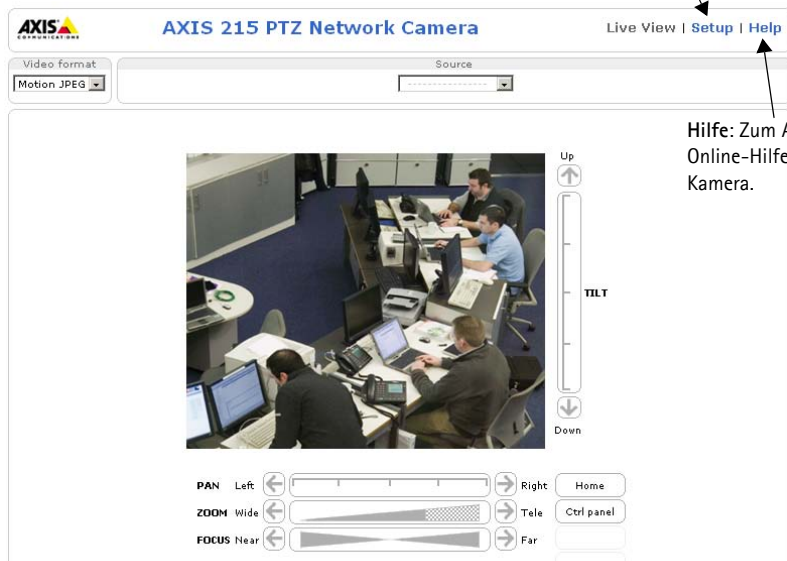 AXIS
COMMUNICATIONS
AXIS 215 PTZ Network Camera
Live View | Setup | Help
Video format
Source
Motion JPEG
Hilfe: Zum A
Online-Hilfe
Kamera.
Up
TILT
Down
PAN Left Right Home
ZOOM Wide Tele Ctrl panel
FOCUS Near Far